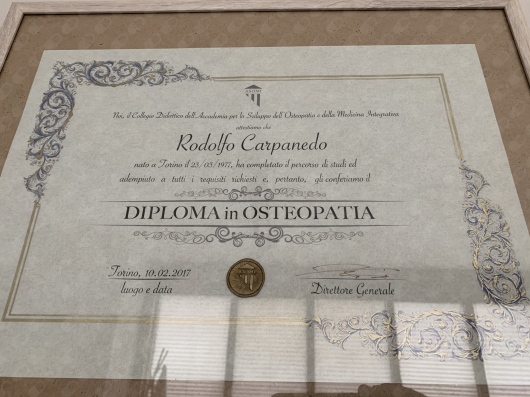 Noi, il Collegio Didattico dell'Accademia per lo Sviluppo dell'Osteopatia e della Medicina Integrativa
attestiamo che
Rodolfo Carpanedo
nato a Torino il 25/05/1977, ha completato il percorso di studi ed
adempiuto a tutti i requisiti richiesti e, pertanto, gli conferiamo il
DIPLOMA in OSTEOPATIA
Torino, 10.02.2017
luogo e data
Direttore Generale